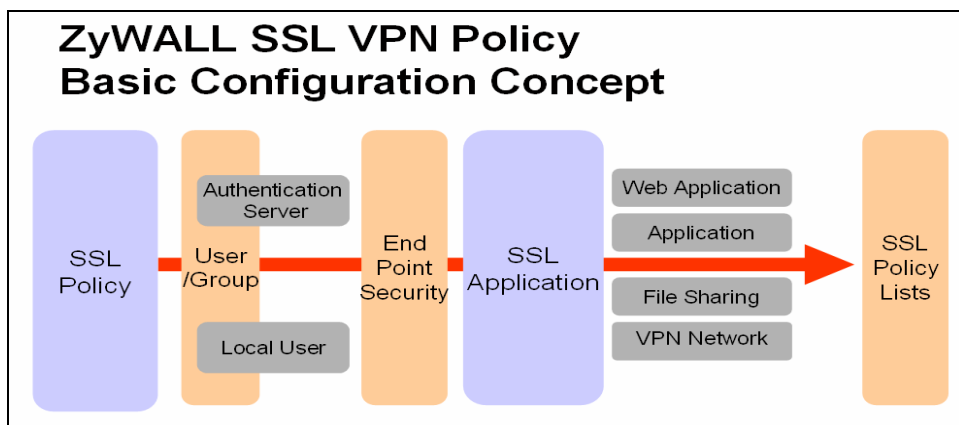 ZyWALL SSL VPN Policy
Basic Configuration Concept
SSL
Policy
User
/Group
Authentication
Server
Local User
End
Point
Security
SSL
Application
Web Application
Application
File Sharing
VPN Network
SSL
Policy
Lists